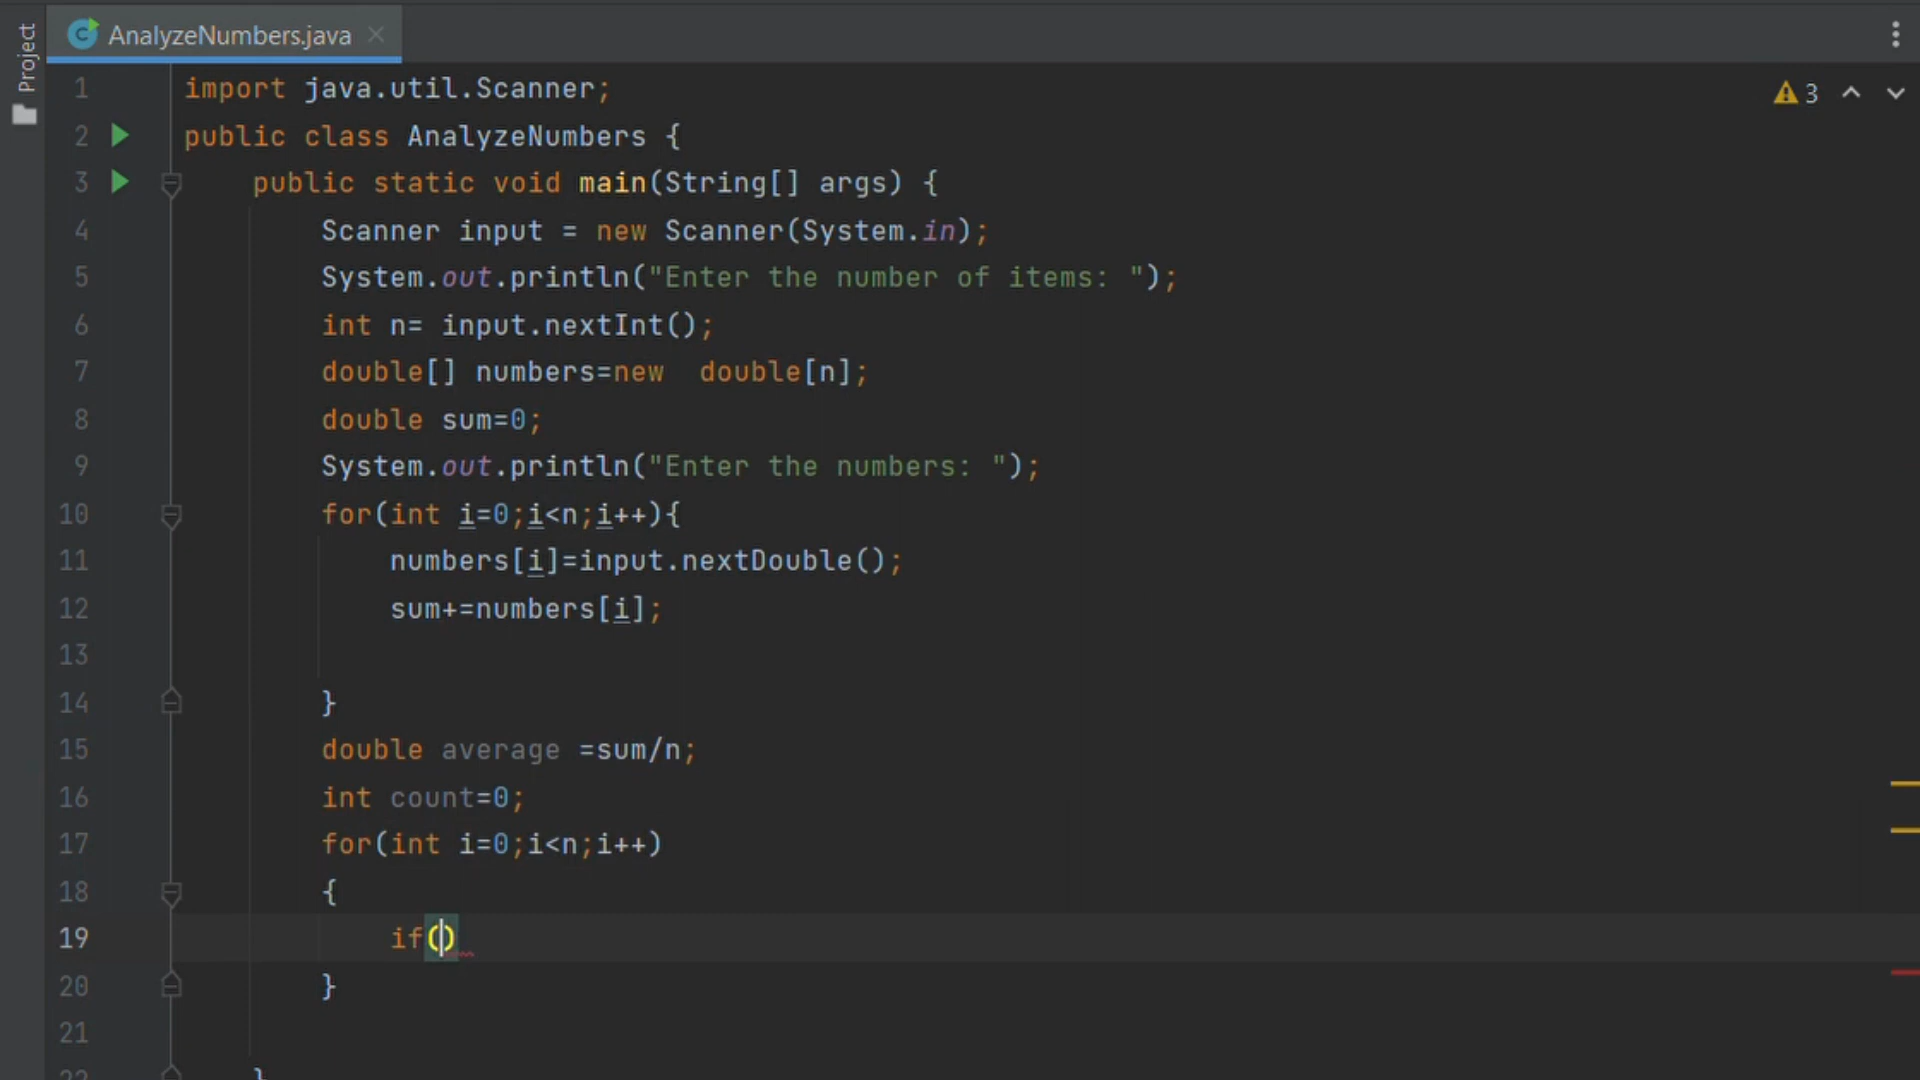 Project
AnalyzeNumbers.java
3
1 import java.util.Scanner;
2 public class AnalyzeNumbers {
3 public static void main(String[] args) {
4 Scanner input = new Scanner(System.in);
5 System.out.println("Enter the number of items: ");
6 int n= input.nextInt();
7 double[] numbers=new  double[n];
8 double sum=0;
9 System.out.println("Enter the numbers: ");
10 for(int i=0;i<n;i++){
11 numbers[i]=input.nextDouble();
12 sum+=numbers[i];
13
14 }
15 double average =sum/n;
16 int count=0;
17 for(int i=0;i<n;i++)
18 {
19 if()
20 }
21
22 }